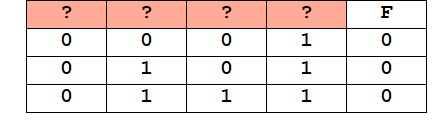 ? ? ? ? F
0 0 0 1 0
0 1 0 1 0
0 1 1 1 0